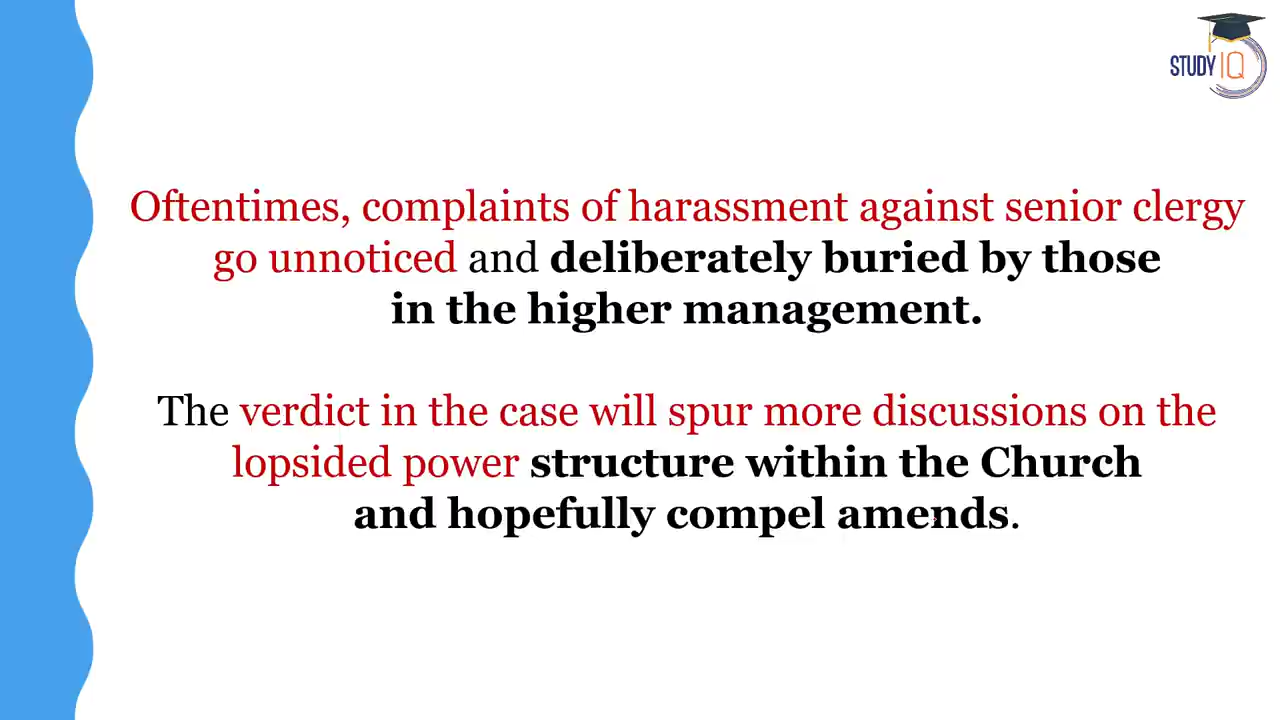 STUDY IQ
Oftentimes, complaints of harassment against senior clergy
go unnoticed and deliberately buried by those
in the higher management.
The verdict in the case will spur more discussions on the
lopsided power structure within the Church
and hopefully compel amends.